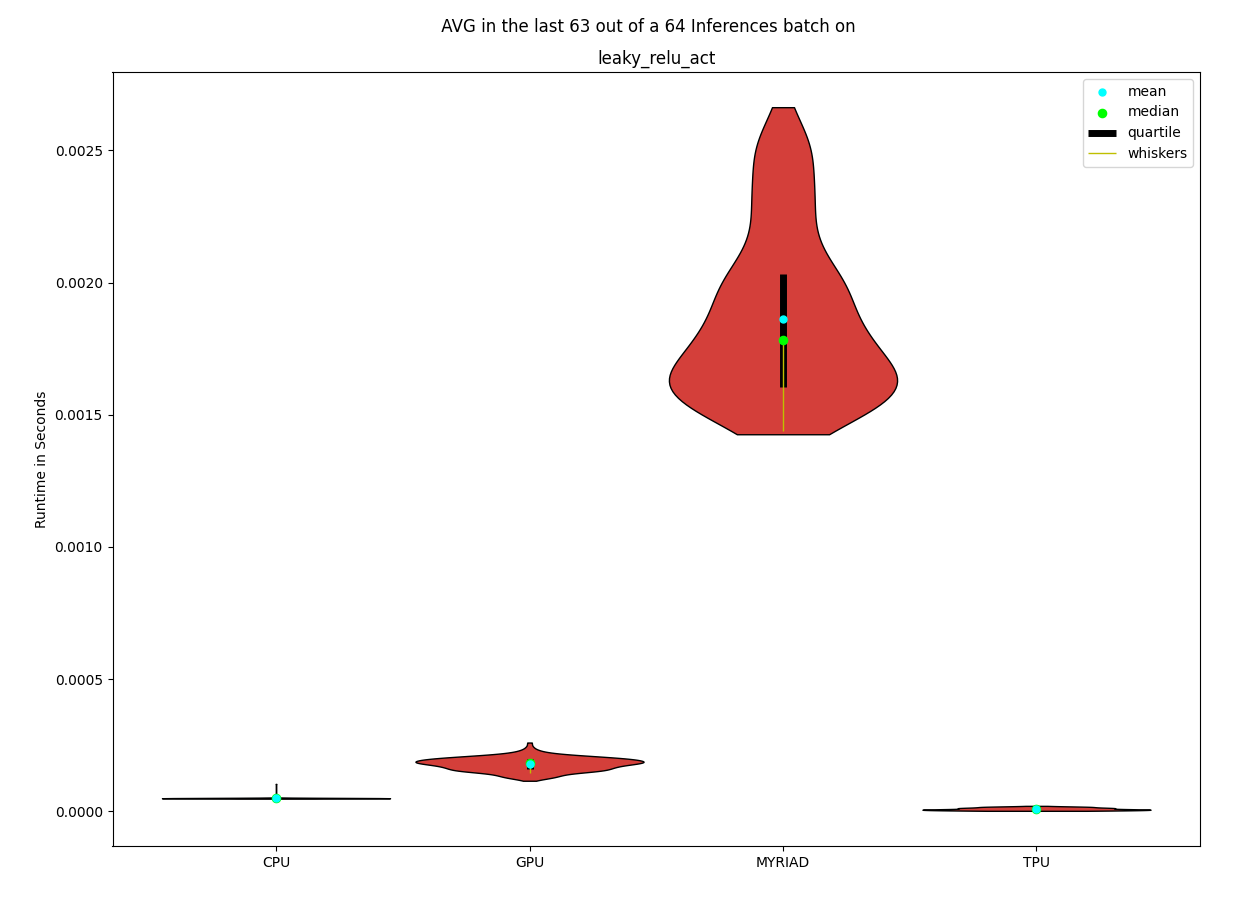 AVG in the last 63 out of a 64 Inferences batch on
leaky_relu_act
mean
median
quartile
whiskers
Runtime in Seconds
0.0025
0.0020
0.0015
0.0010
0.0005
0.0000
CPU GPU MYRIAD TPU